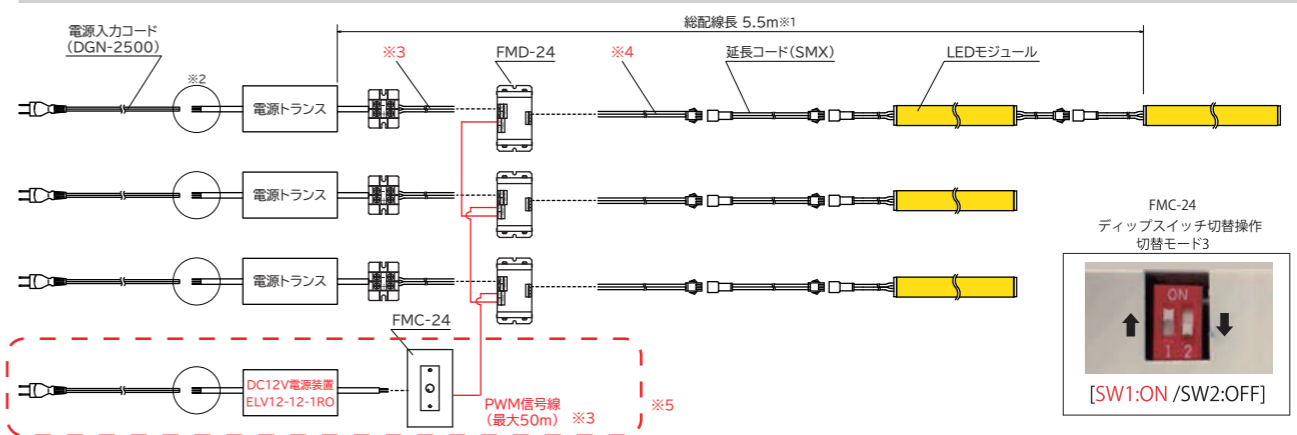 総配線長 5.5m※1
電源入力コード
(DGN-2500)
※3
FMD-24
※4
延長コード(SMX)
LEDモジュール
※2
電源トランス
電源トランス
電源トランス
FMC-24
DC12V電源装置
ELV12-12-1RO
PWM信号線
(最大50m) ※3
※5
FMC-24
ディップスイッチ切替操作
切替モード3
ON
1 2
[SW1:ON /SW2:OFF]